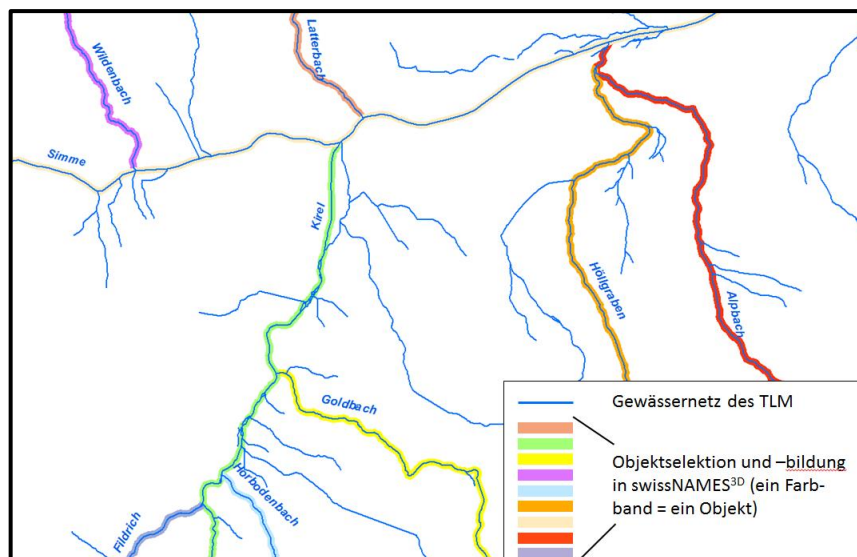 Wildenbach
Latterbach
Simme
Kirel
Höllgraben
Alpbach
Goldbach
Horbodenbach
Fildrich
Gewässernetz des TLM
Objektselektion und –bildung
in swissNAMES3D (ein Farb-
band = ein Objekt)